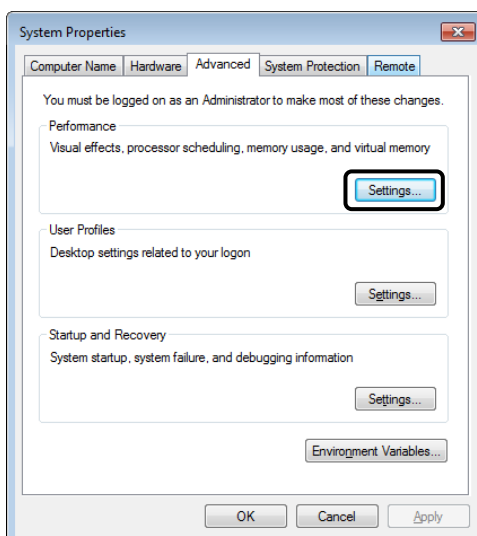 System Properties
Computer Name Hardware Advanced System Protection Remote
You must be logged on as an Administrator to make most of these changes.
Performance
Visual effects, processor scheduling, memory usage, and virtual memory
Settings...
User Profiles
Desktop settings related to your logon
Settings...
Startup and Recovery
System startup, system failure, and debugging information
Settings...
Environment Variables...
OK Cancel Apply